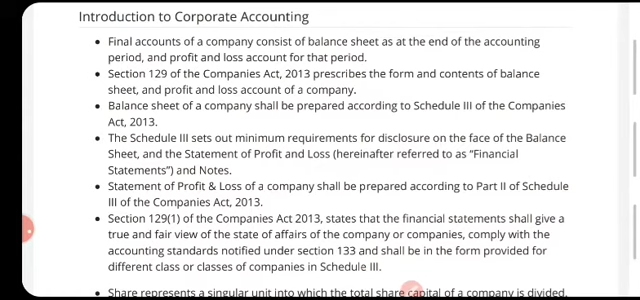 Introduction to Corporate Accounting
• Final accounts of a company consist of balance sheet as at the end of the accounting
period, and profit and loss account for that period.
• Section 129 of the Companies Act, 2013 prescribes the form and contents of balance
sheet, and profit and loss account of a company.
• Balance sheet of a company shall be prepared according to Schedule III of the Companies
Act, 2013.
• The Schedule III sets out minimum requirements for disclosure on the face of the Balance
Sheet, and the Statement of Profit and Loss (hereinafter referred to as “Financial
Statements”) and Notes.
• Statement of Profit & Loss of a company shall be prepared according to Part II of Schedule
III of the Companies Act, 2013.
• Section 129(1) of the Companies Act 2013, states that the financial statements shall give a
true and fair view of the state of affairs of the company or companies, comply with the
accounting standards notified under section 133 and shall be in the form provided for
different class or classes of companies in Schedule III.
• Share represents a singular unit into which the total share capital of a company is divided.